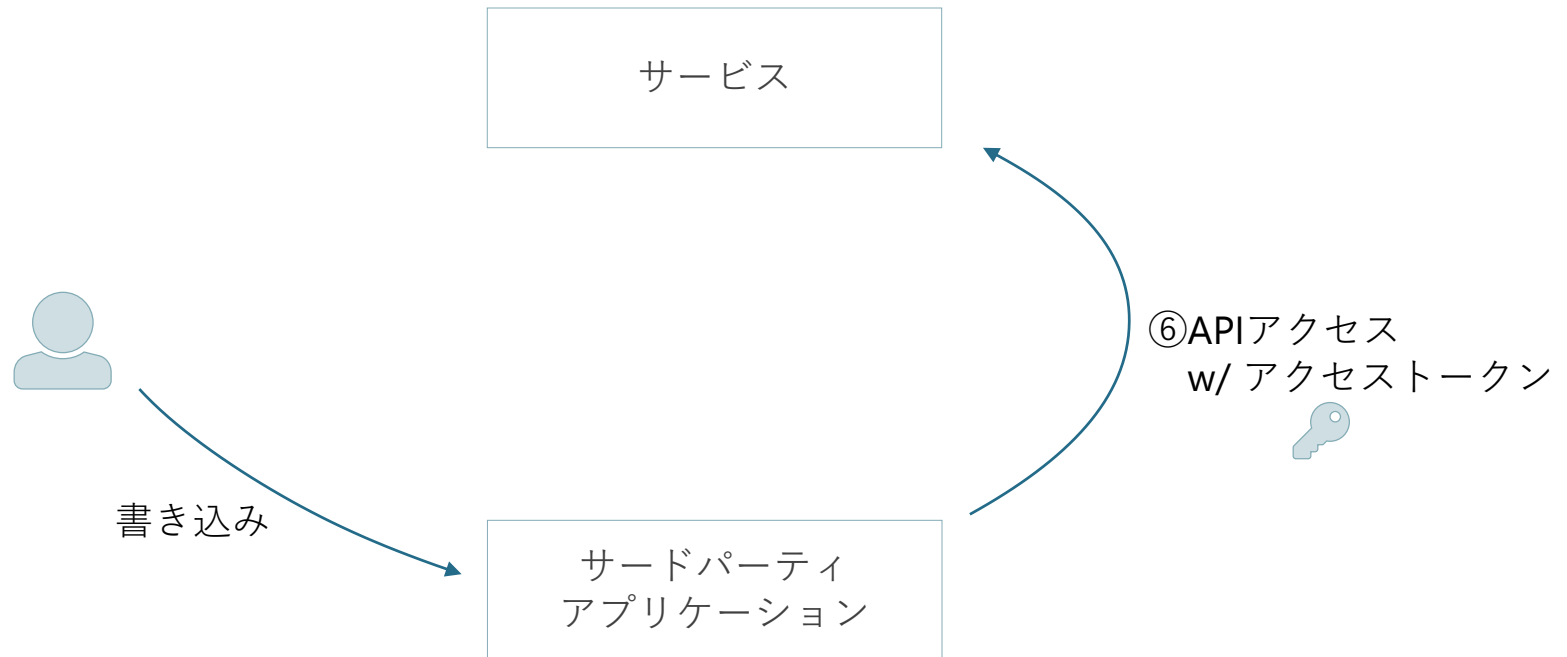 サービス
⑥APIアクセス
w/ アクセストークン
書き込み
サードパーティ
アプリケーション